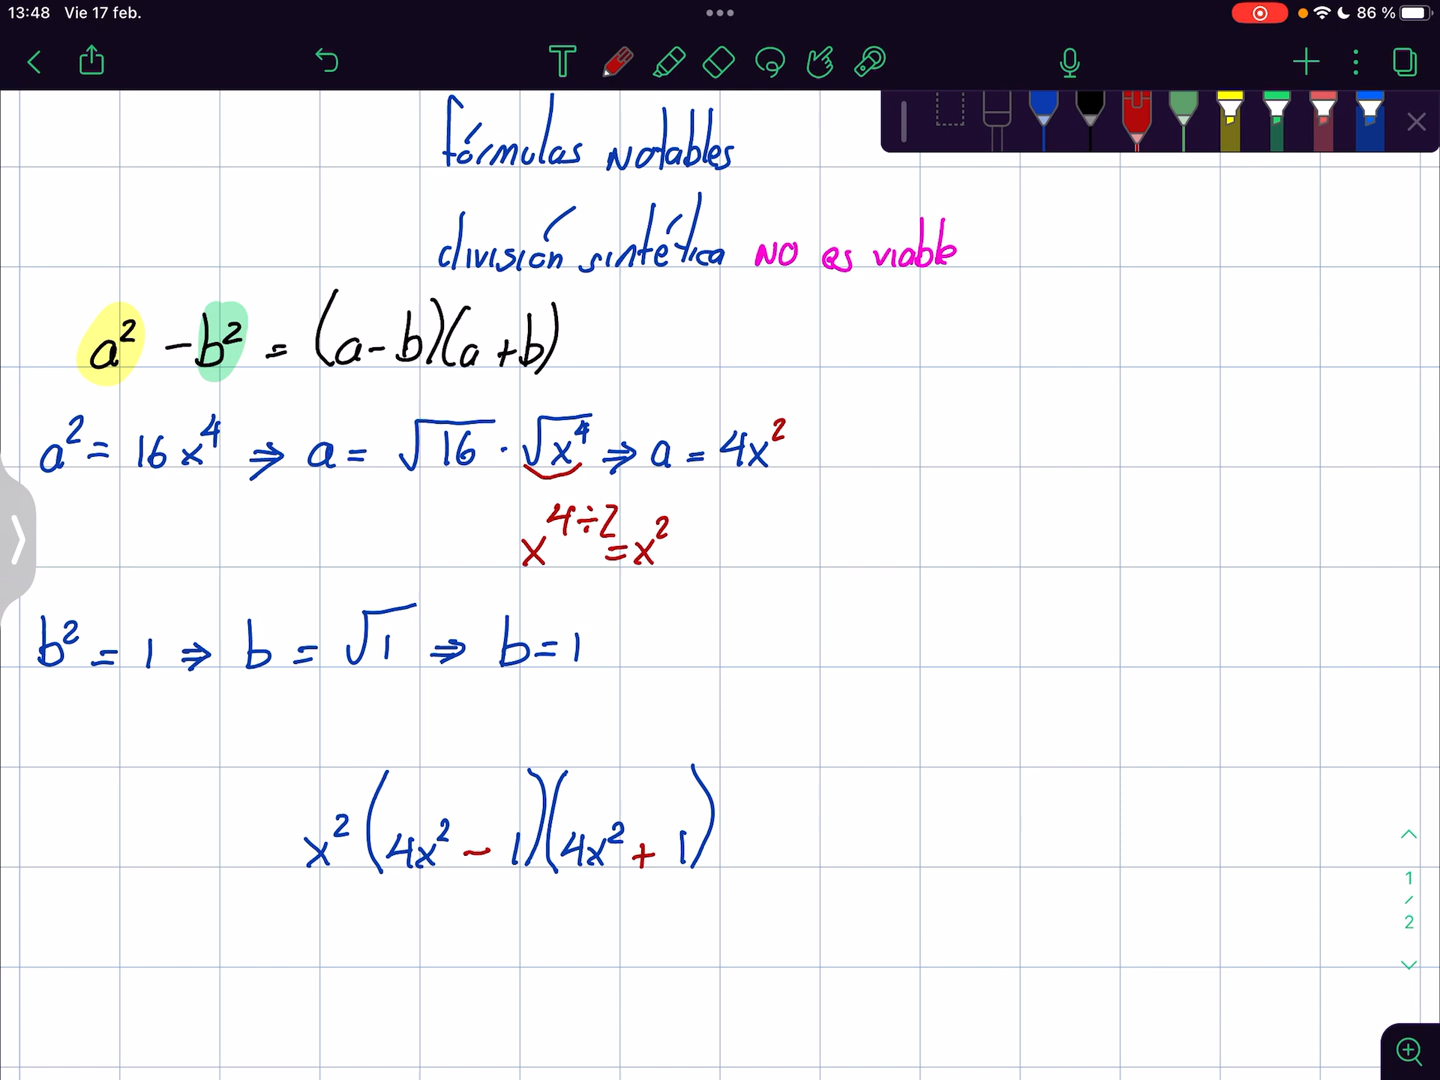 13:48 Vie 17 feb. 86 %
T
fórmulas Notables
división sintética NO es viable
a² - b² = (a - b)(a + b)
a² = 16x⁴ ⇒ a = √16 · √x⁴ ⇒ a = 4x²
x⁴÷² = x²
b² = 1 ⇒ b = √1 ⇒ b = 1
x²(4x² - 1)(4x² + 1)
1
/
2